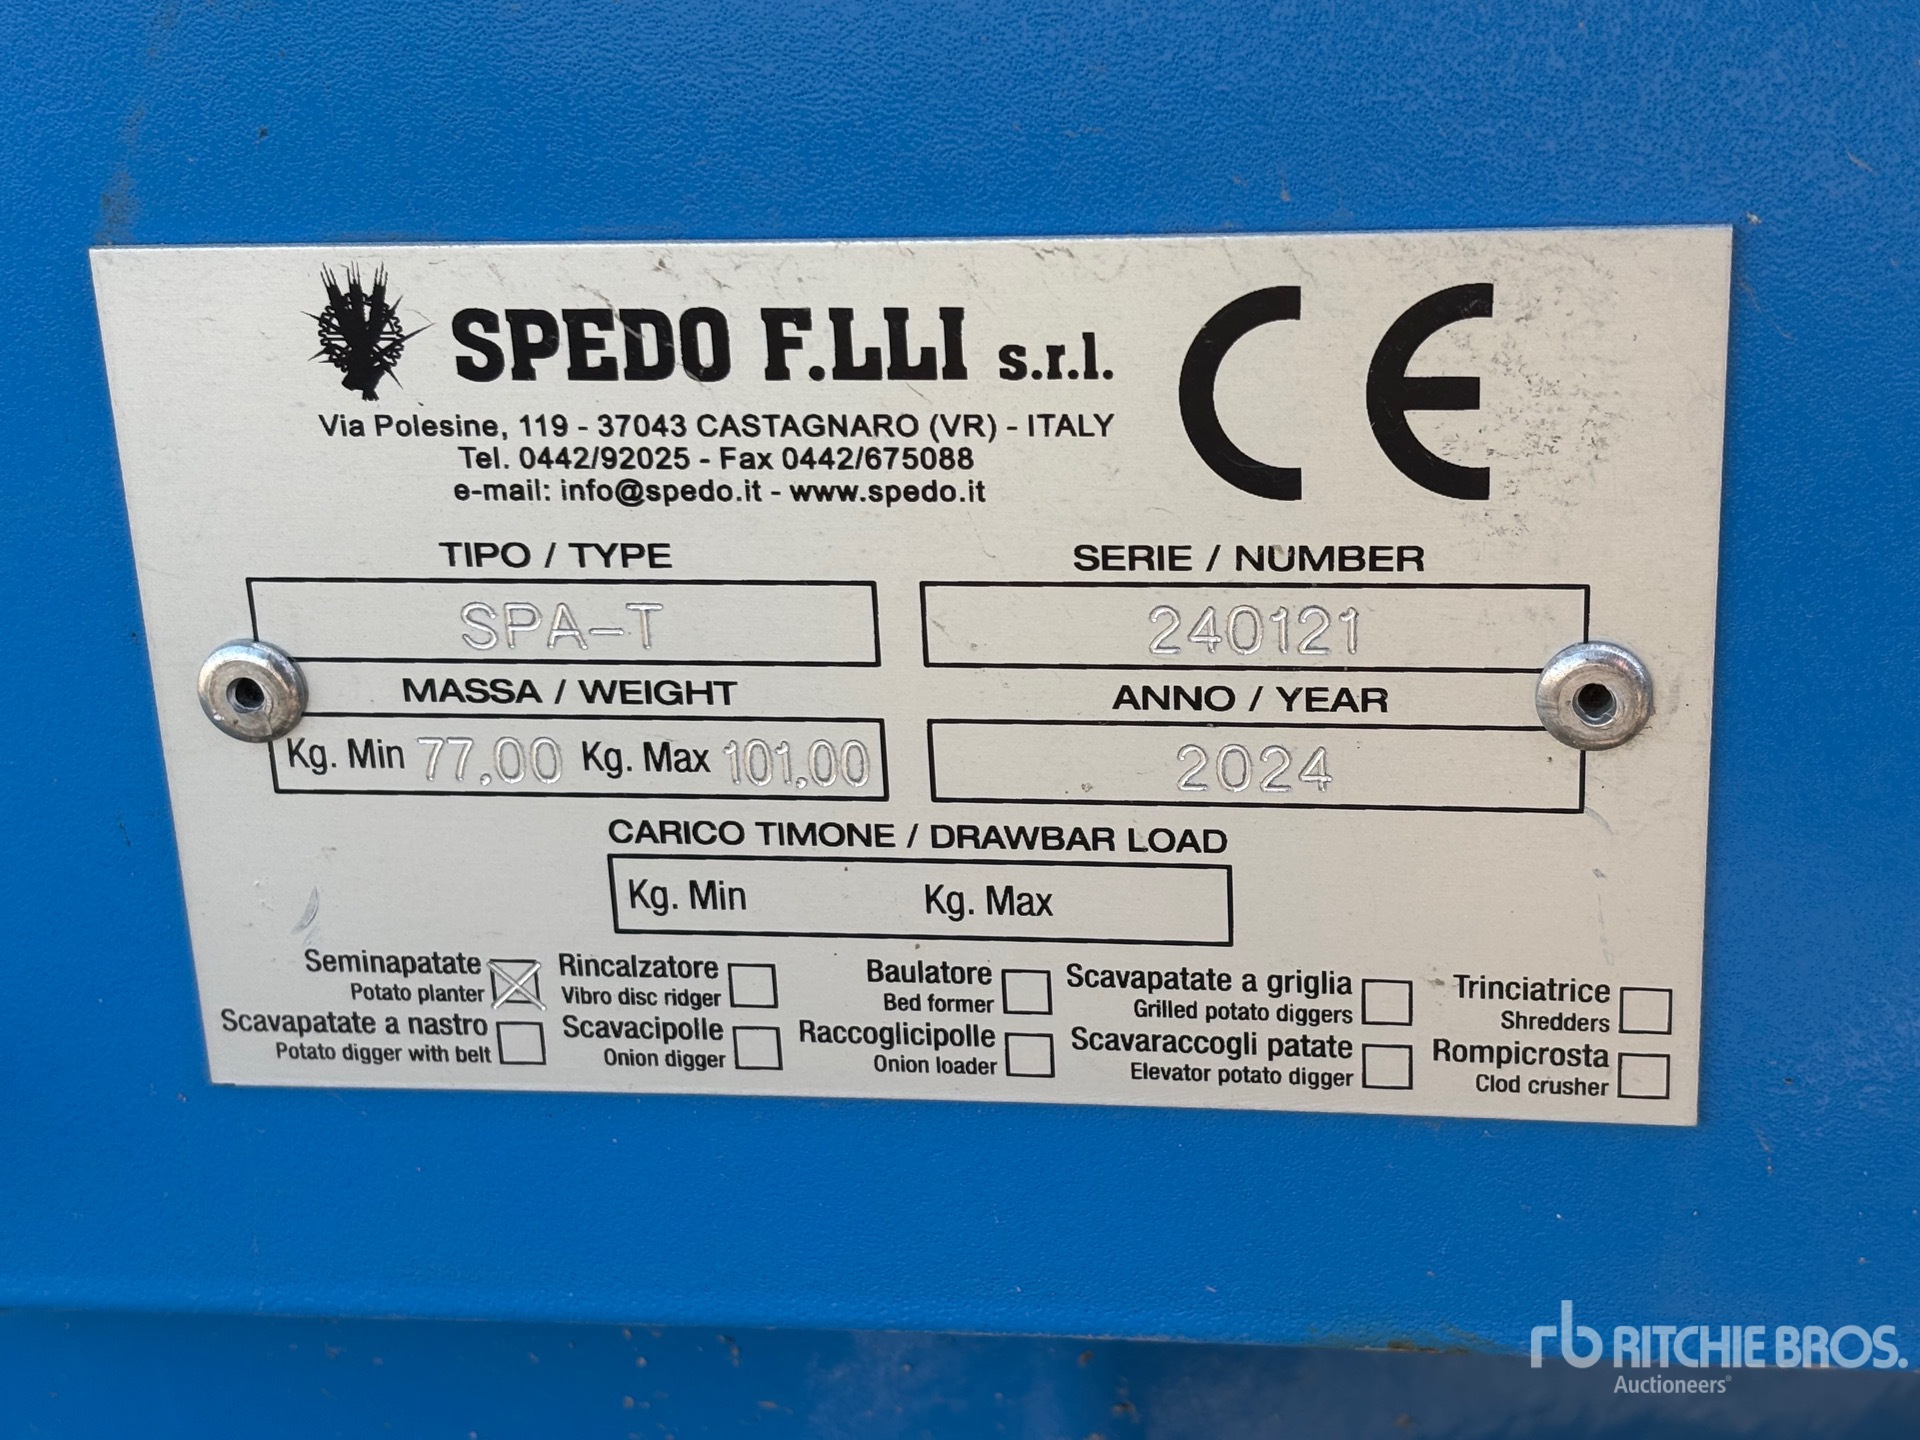 SPEDO F.LLI s.r.l.
CE
Via Polesine, 119 - 37043 CASTAGNARO (VR) - ITALY
Tel. 0442/92025 - Fax 0442/675088
e-mail: info@spedo.it - www.spedo.it
TIPO / TYPE
SPA-T
SERIE / NUMBER
240121
MASSA / WEIGHT
Kg. Min 77,00 Kg. Max 101,00
ANNO / YEAR
2024
CARICO TIMONE / DRAWBAR LOAD
Kg. Min Kg. Max
Seminapatate
Potato planter
Rincalzatore
Vibro disc ridger
Baulatore
Bed former
Scavapatate a griglia
Grilled potato diggers
Trinciatrice
Shredders
Scavapatate a nastro
Potato digger with belt
Scavacipolle
Onion digger
Raccoglicipolle
Onion loader
Scavaraccogli patate
Elevator potato digger
Rompicrosta
Clod crusher
rb RITCHIE BROS.
Auctioneers